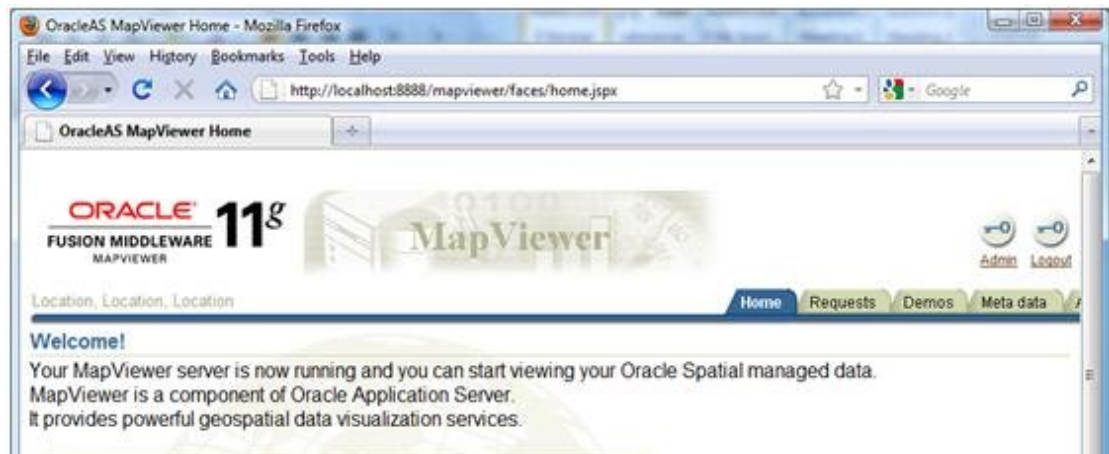 OracleAS MapViewer Home - Mozilla Firefox
File Edit View History Bookmarks Tools Help
http://localhost:8888/mapviewer/faces/home.jspx
Google
OracleAS MapViewer Home
ORACLE
FUSION MIDDLEWARE
MAPVIEWER
11g
10100
MapViewer
Admin Logout
Location, Location, Location
Home Requests Demos Meta data
Welcome!
Your MapViewer server is now running and you can start viewing your Oracle Spatial managed data.
MapViewer is a component of Oracle Application Server.
It provides powerful geospatial data visualization services.